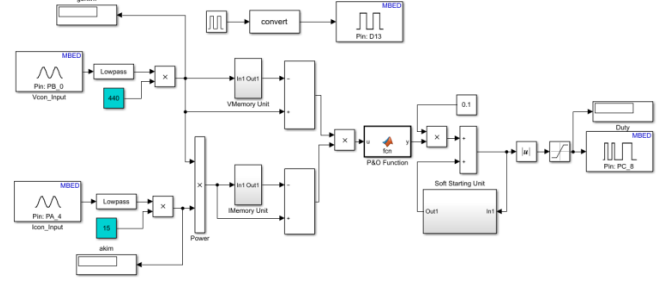 MBED
convert
Pin: D13
MBED
Pin: PB_0
Vcon_Input
Lowpass
×
440
In1 Out1
VMemory Unit
−
+
0.1
MBED
Duty
Pin: PC_8
Power
×
×
u
fcn
y
P&O Function
×
+
+
|u|
Soft Starting Unit
Out1
In1
MBED
Pin: PA_4
Icon_Input
Lowpass
×
15
In1 Out1
IMemory Unit
−
+
akim